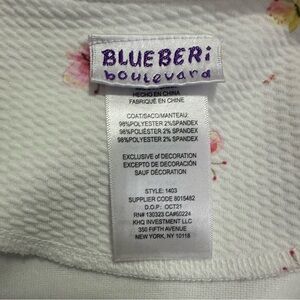 BLUEBERi
boulevard
HECHO EN CHINA
FABRIQUÉ EN CHINE
COAT/SACO/MANTEAU:
98%POLYESTER 2%SPANDEX
98%POLIÉSTER 2% SPANDEX
98%POLYESTER 2% SPANDEX
EXCLUSIVE of DECORATION
EXCEPTO DE DECORACIÓN
SAUF DÉCORATION
STYLE: 1403
SUPPLIER CODE 8015482
D.O.P: OCT21
RN# 130323 CA#60224
KHQ INVESTMENT LLC
350 FIFTH AVENUE
NEW YORK, NY 10118